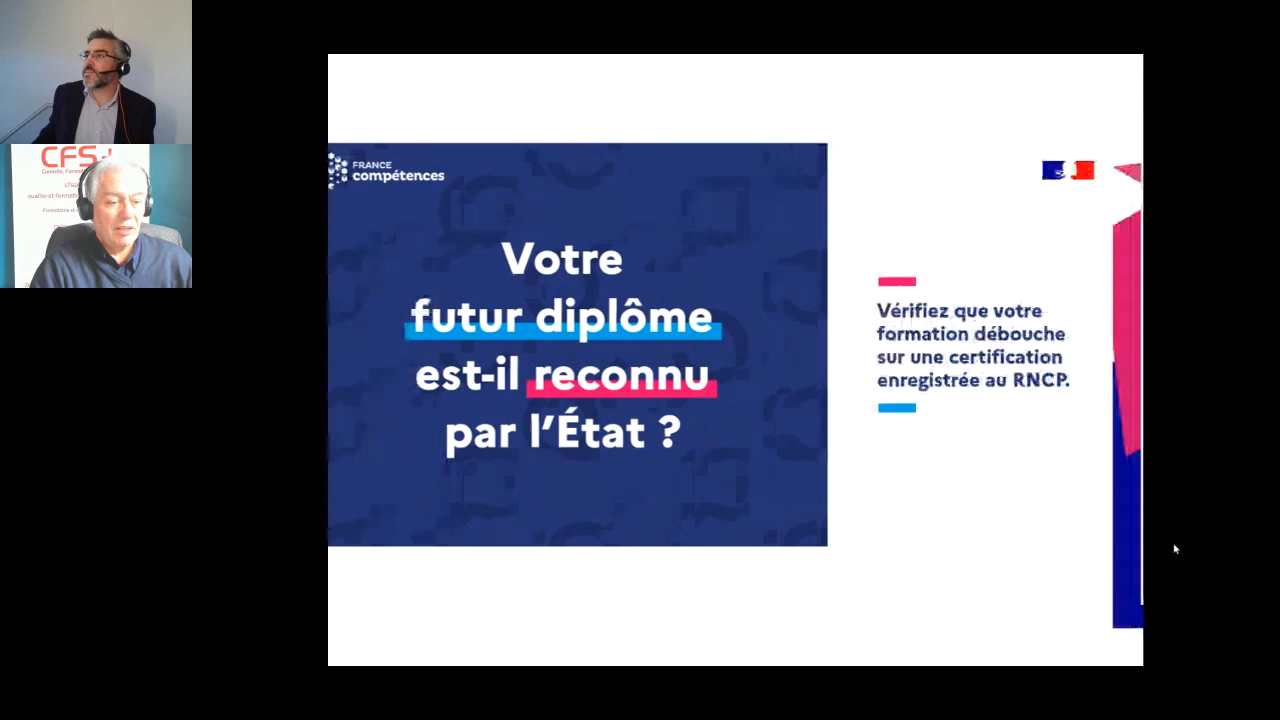 CFS+
FRANCE
compétences
Votre
futur diplôme
est-il reconnu
par l'État ?
Vérifiez que votre
formation débouche
sur une certification
enregistrée au RNCP.